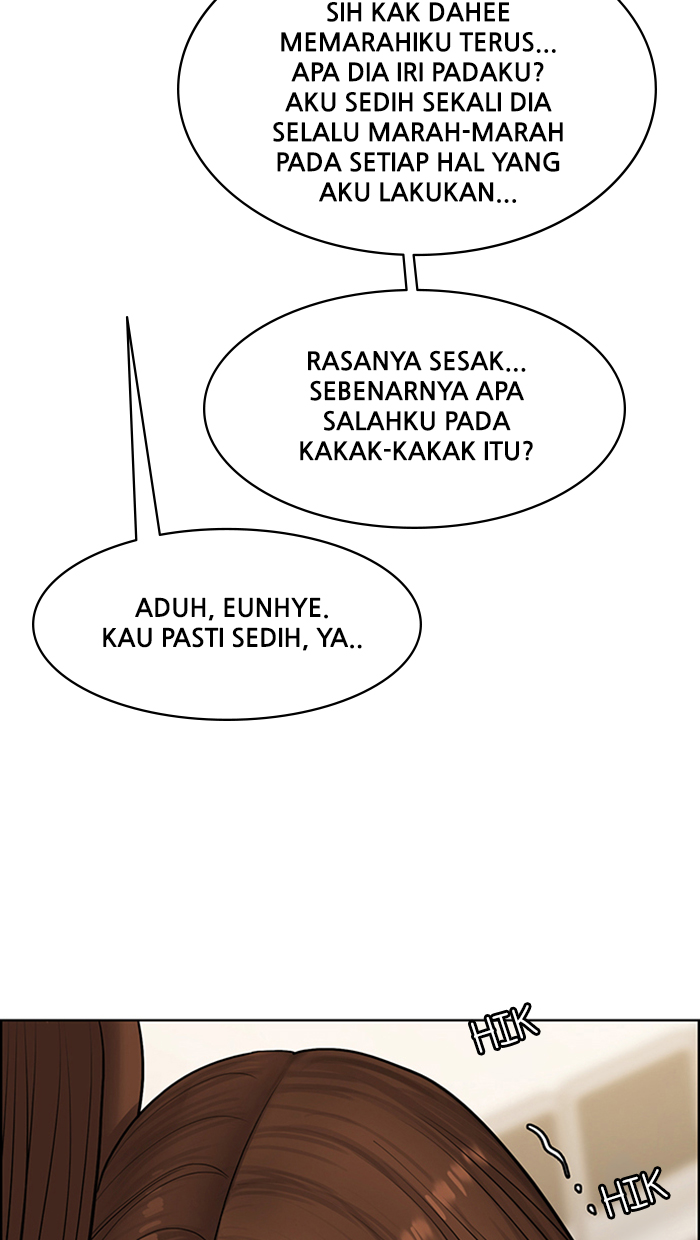 SIH KAK DAHEE
MEMARAHIKU TERUS...
APA DIA IRI PADAKU?
AKU SEDIH SEKALI DIA
SELALU MARAH-MARAH
PADA SETIAP HAL YANG
AKU LAKUKAN...
RASANYA SESAK...
SEBENARNYA APA
SALAHKU PADA
KAKAK-KAKAK ITU?
ADUH, EUNHYE.
KAU PASTI SEDIH, YA..
HIK
HIK